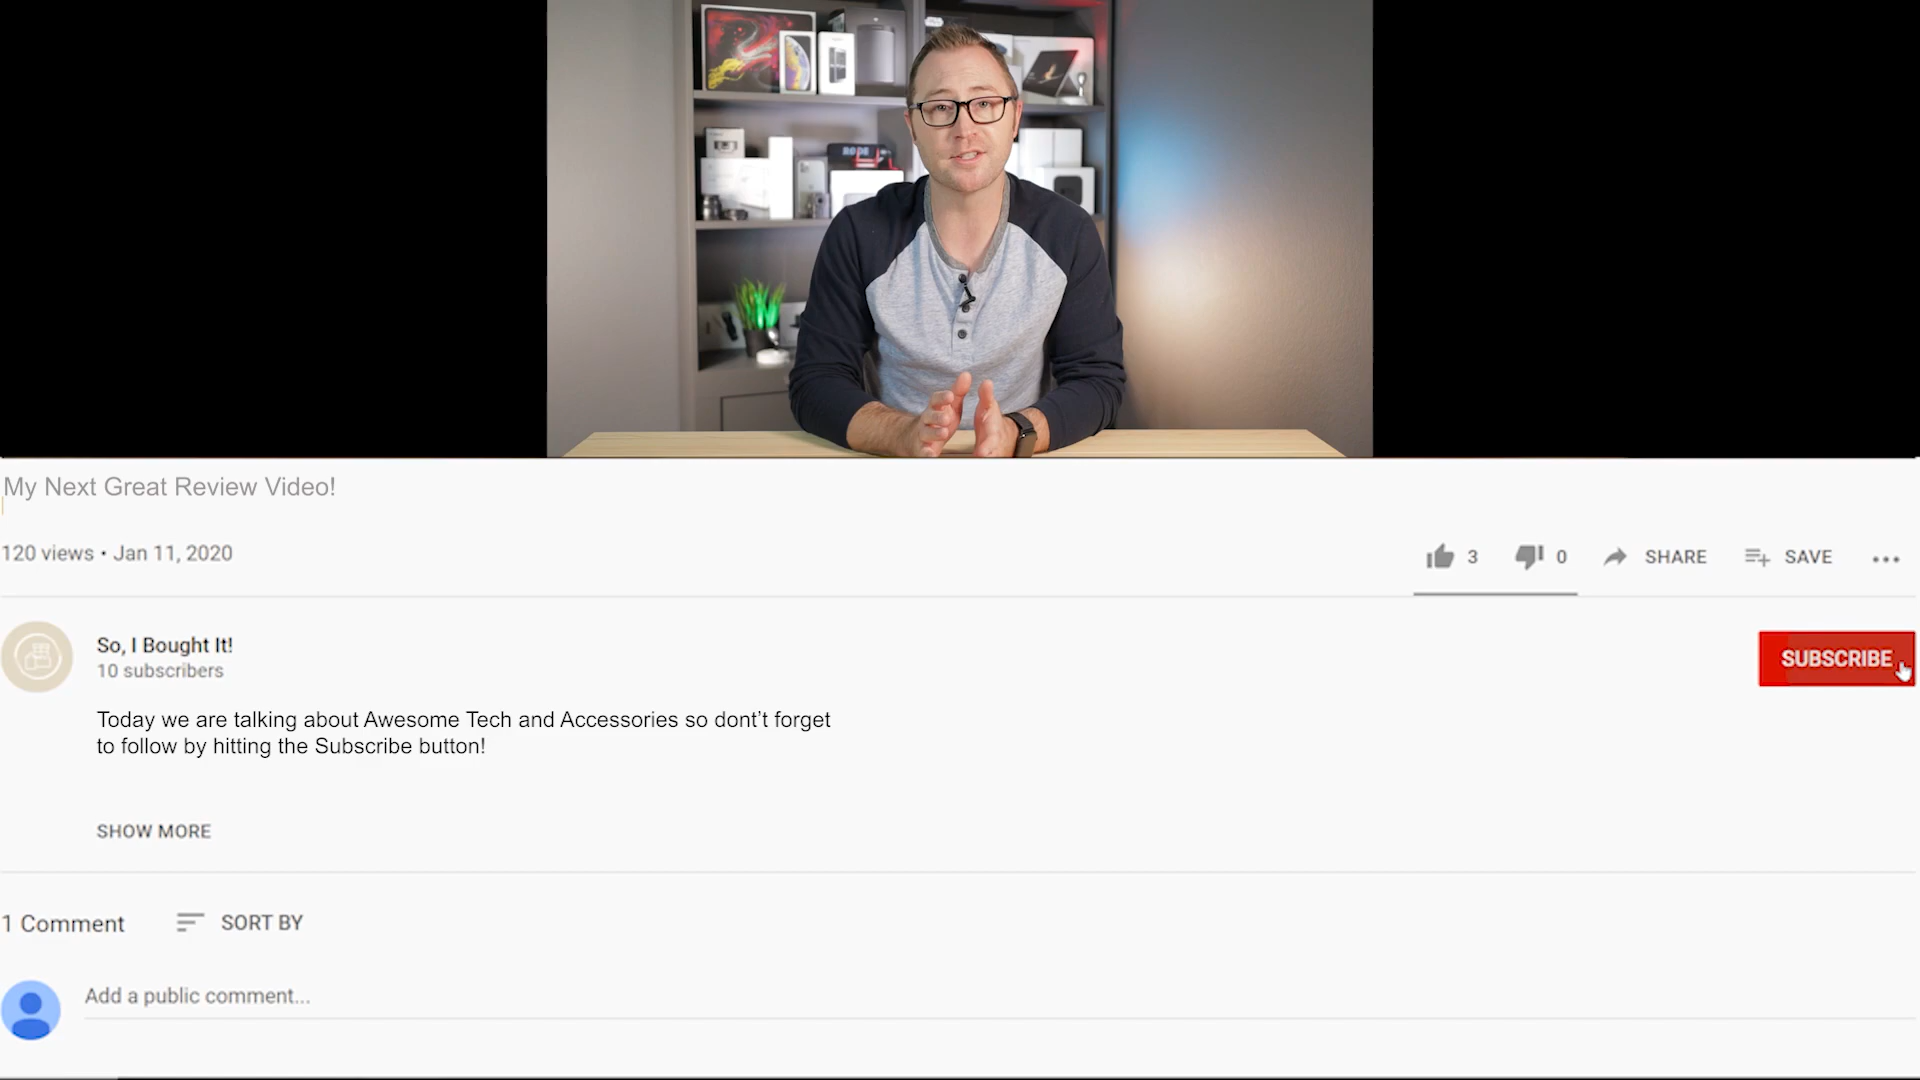 RODE
My Next Great Review Video!
120 views • Jan 11, 2020
3
0
SHARE
SAVE
So, I Bought It!
10 subscribers
SUBSCRIBE
Today we are talking about Awesome Tech and Accessories so dont’t forget
to follow by hitting the Subscribe button!
SHOW MORE
1 Comment
SORT BY
Add a public comment...